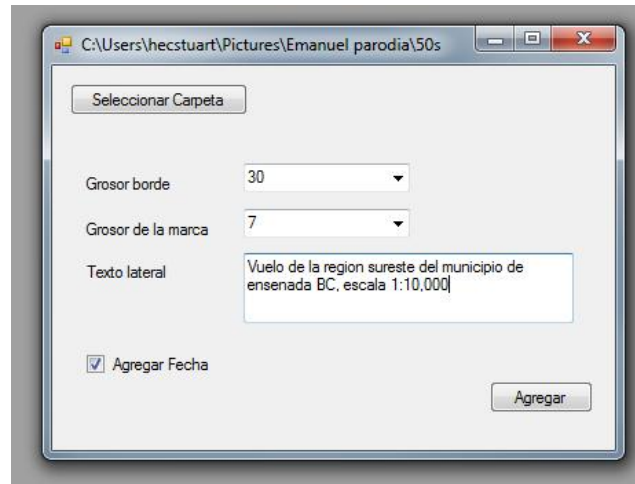 C:\Users\hecstuart\Pictures\Emanuel parodia\50s
Seleccionar Carpeta
Grosor borde
30
Grosor de la marca
7
Texto lateral
Vuelo de la region sureste del municipio de
ensenada BC, escala 1:10,000
Agregar Fecha
Agregar